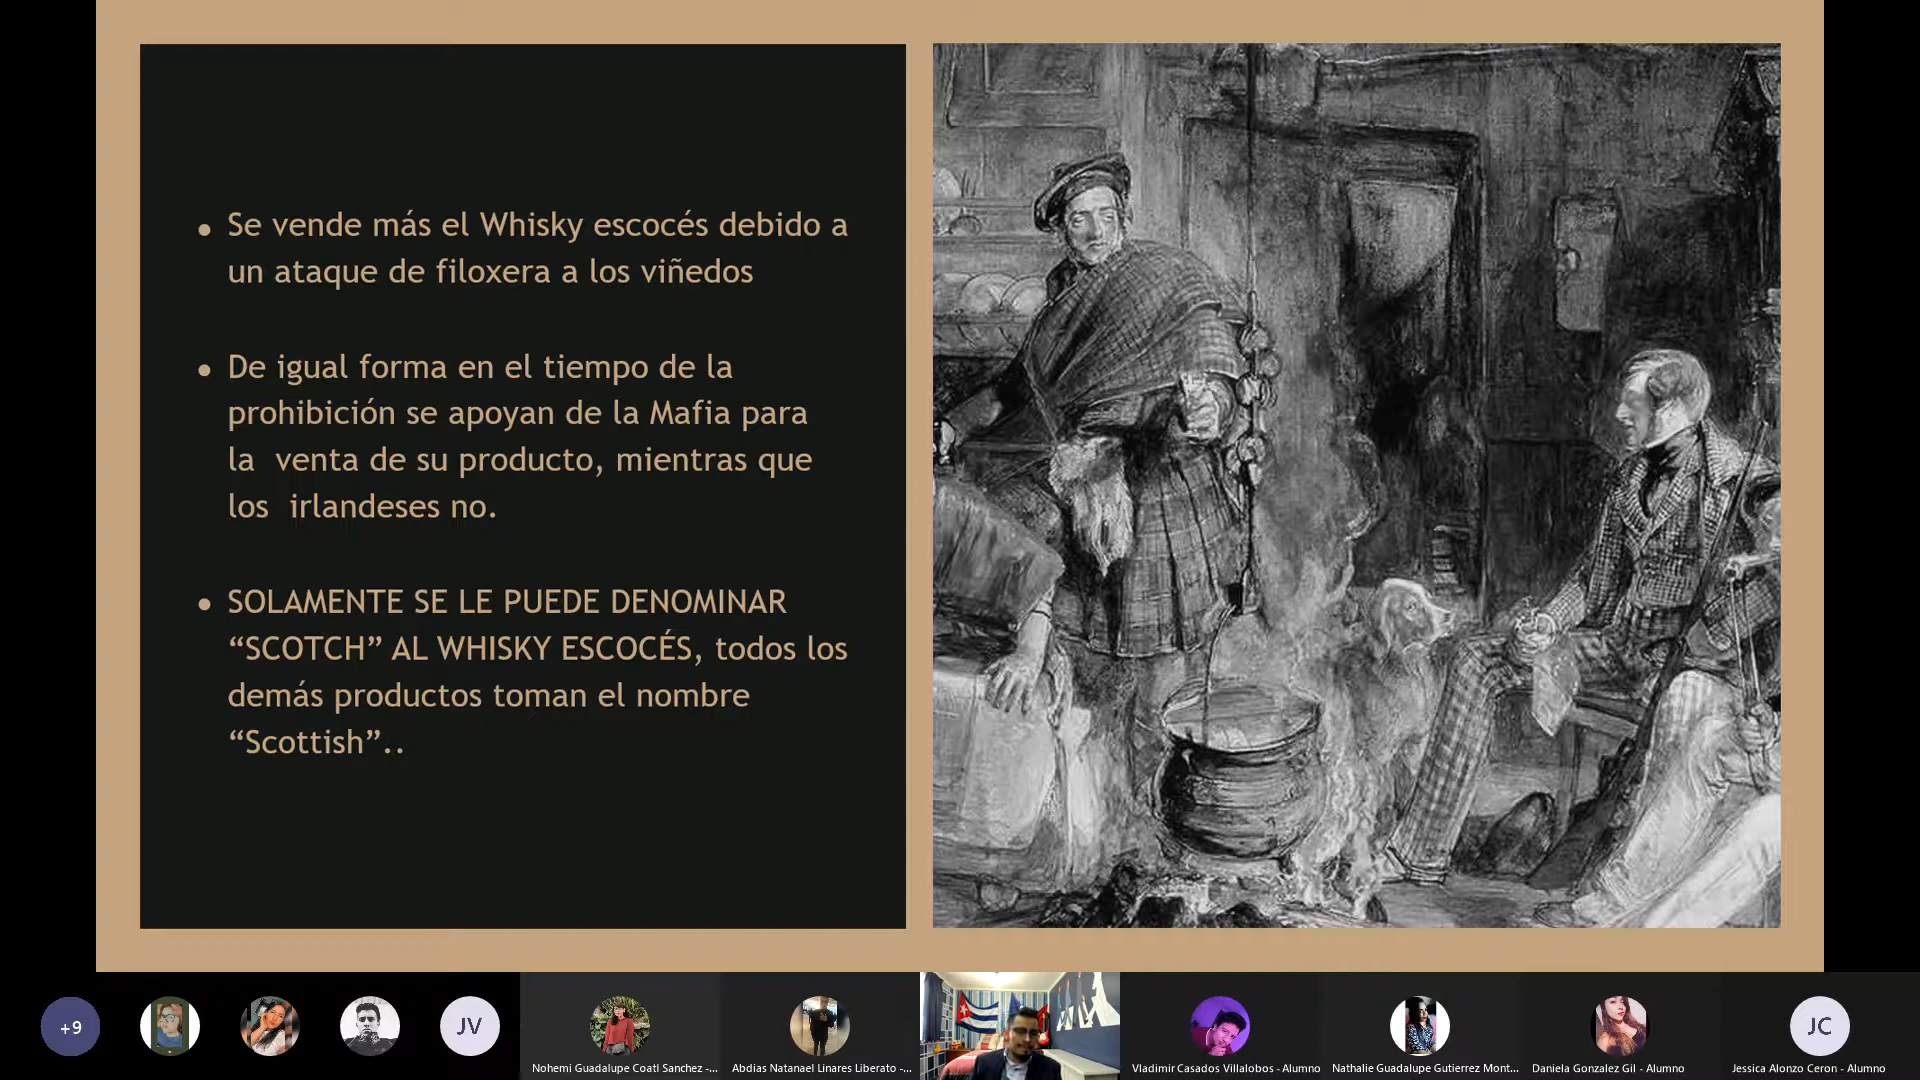 Se vende más el Whisky escocés debido a
un ataque de filoxera a los viñedos
De igual forma en el tiempo de la
prohibición se apoyan de la Mafia para
la venta de su producto, mientras que
los irlandeses no.
SOLAMENTE SE LE PUEDE DENOMINAR
“SCOTCH” AL WHISKY ESCOCÉS, todos los
demás productos toman el nombre
“Scottish”..
+9
JV
Nohemi Guadalupe Coatl Sanchez -...
Abdias Natanael Linares Liberato -...
Vladimir Casados Villalobos - Alumno
Nathalie Guadalupe Gutierrez Mont...
Daniela Gonzalez Gil - Alumno
JC
Jessica Alonzo Ceron - Alumno